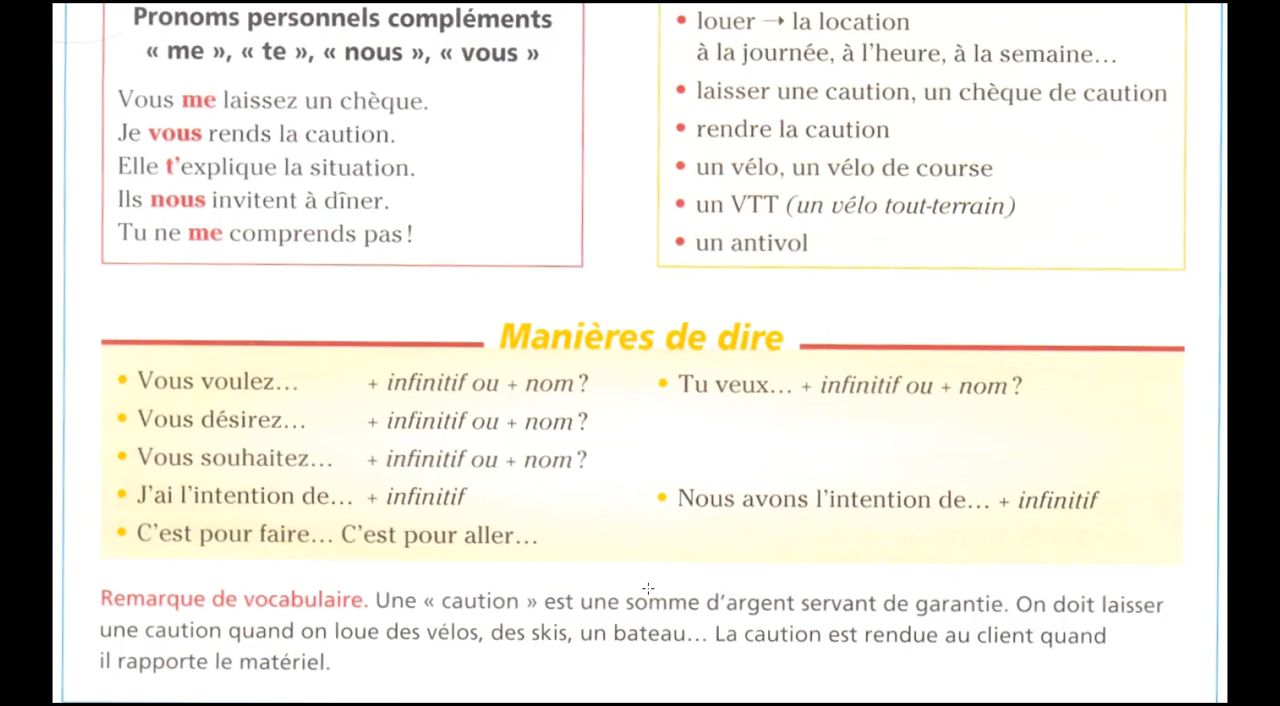 Pronoms personnels compléments
« me », « te », « nous », « vous »
Vous me laissez un chèque.
Je vous rends la caution.
Elle t'explique la situation.
Ils nous invitent à dîner.
Tu ne me comprends pas !
• louer → la location
à la journée, à l'heure, à la semaine…
• laisser une caution, un chèque de caution
• rendre la caution
• un vélo, un vélo de course
• un VTT (un vélo tout-terrain)
• un antivol
Manières de dire
• Vous voulez… + infinitif ou + nom ?
• Vous désirez… + infinitif ou + nom ?
• Vous souhaitez… + infinitif ou + nom ?
• J'ai l'intention de… + infinitif
• C'est pour faire… C'est pour aller…
• Tu veux… + infinitif ou + nom ?
• Nous avons l'intention de… + infinitif
Remarque de vocabulaire. Une « caution » est une somme d'argent servant de garantie. On doit laisser
une caution quand on loue des vélos, des skis, un bateau… La caution est rendue au client quand
il rapporte le matériel.